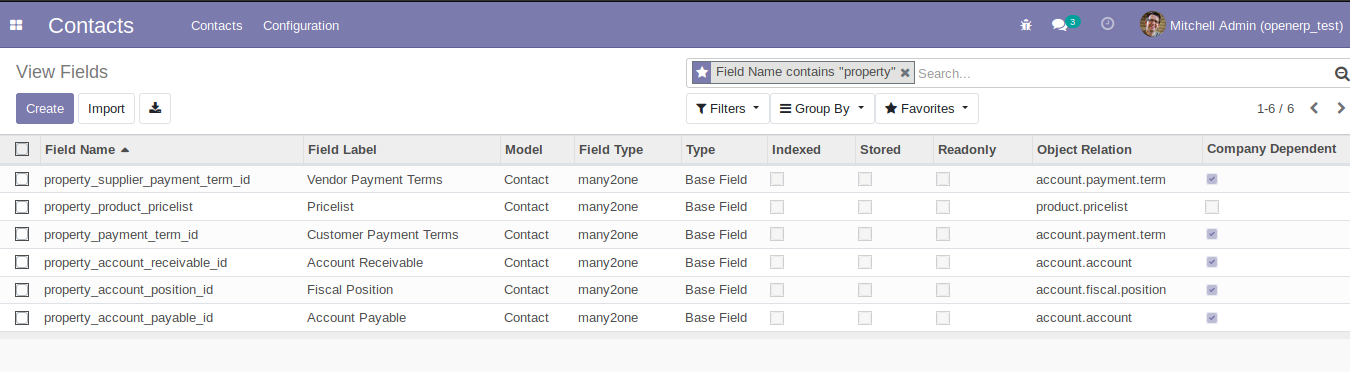 Contacts Contacts Configuration 3 Mitchell Admin (openerp_test)
View Fields Field Name contains "property" Search...
Create Import Filters Group By Favorites 1-6 / 6
Field Name Field Label Model Field Type Type Indexed Stored Readonly Object Relation Company Dependent
property_supplier_payment_term_id Vendor Payment Terms Contact many2one Base Field account.payment.term
property_product_pricelist Pricelist Contact many2one Base Field product.pricelist
property_payment_term_id Customer Payment Terms Contact many2one Base Field account.payment.term
property_account_receivable_id Account Receivable Contact many2one Base Field account.account
property_account_position_id Fiscal Position Contact many2one Base Field account.fiscal.position
property_account_payable_id Account Payable Contact many2one Base Field account.account